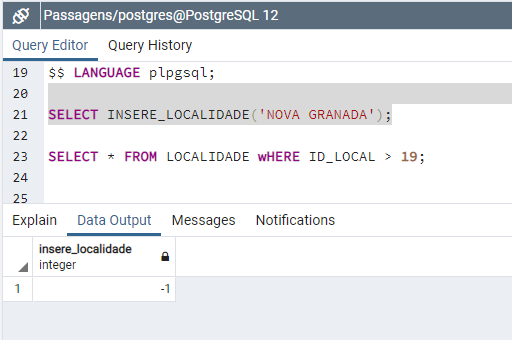 Passagens/postgres@PostgreSQL 12
Query Editor Query History
19 $$ LANGUAGE plpgsql;
20
21 SELECT INSERE_LOCALIDADE('NOVA GRANADA');
22
23 SELECT * FROM LOCALIDADE wHERE ID_LOCAL > 19;
24
25
Explain Data Output Messages Notifications
insere_localidade
integer
1 -1